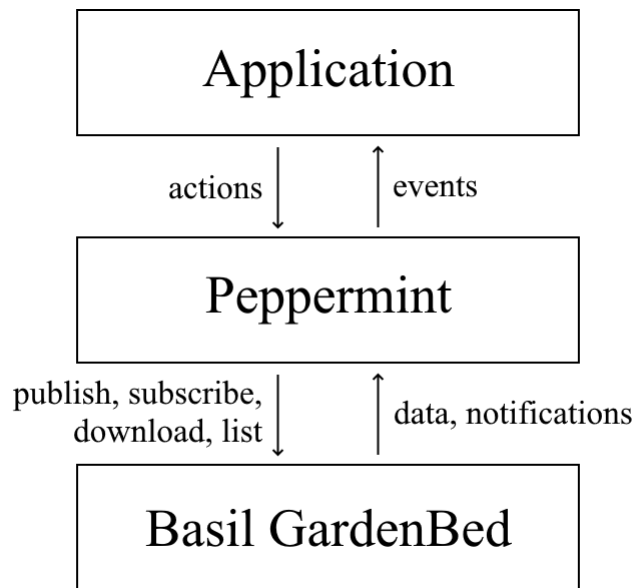 Application
actions
events
Peppermint
publish, subscribe,
download, list
data, notifications
Basil GardenBed